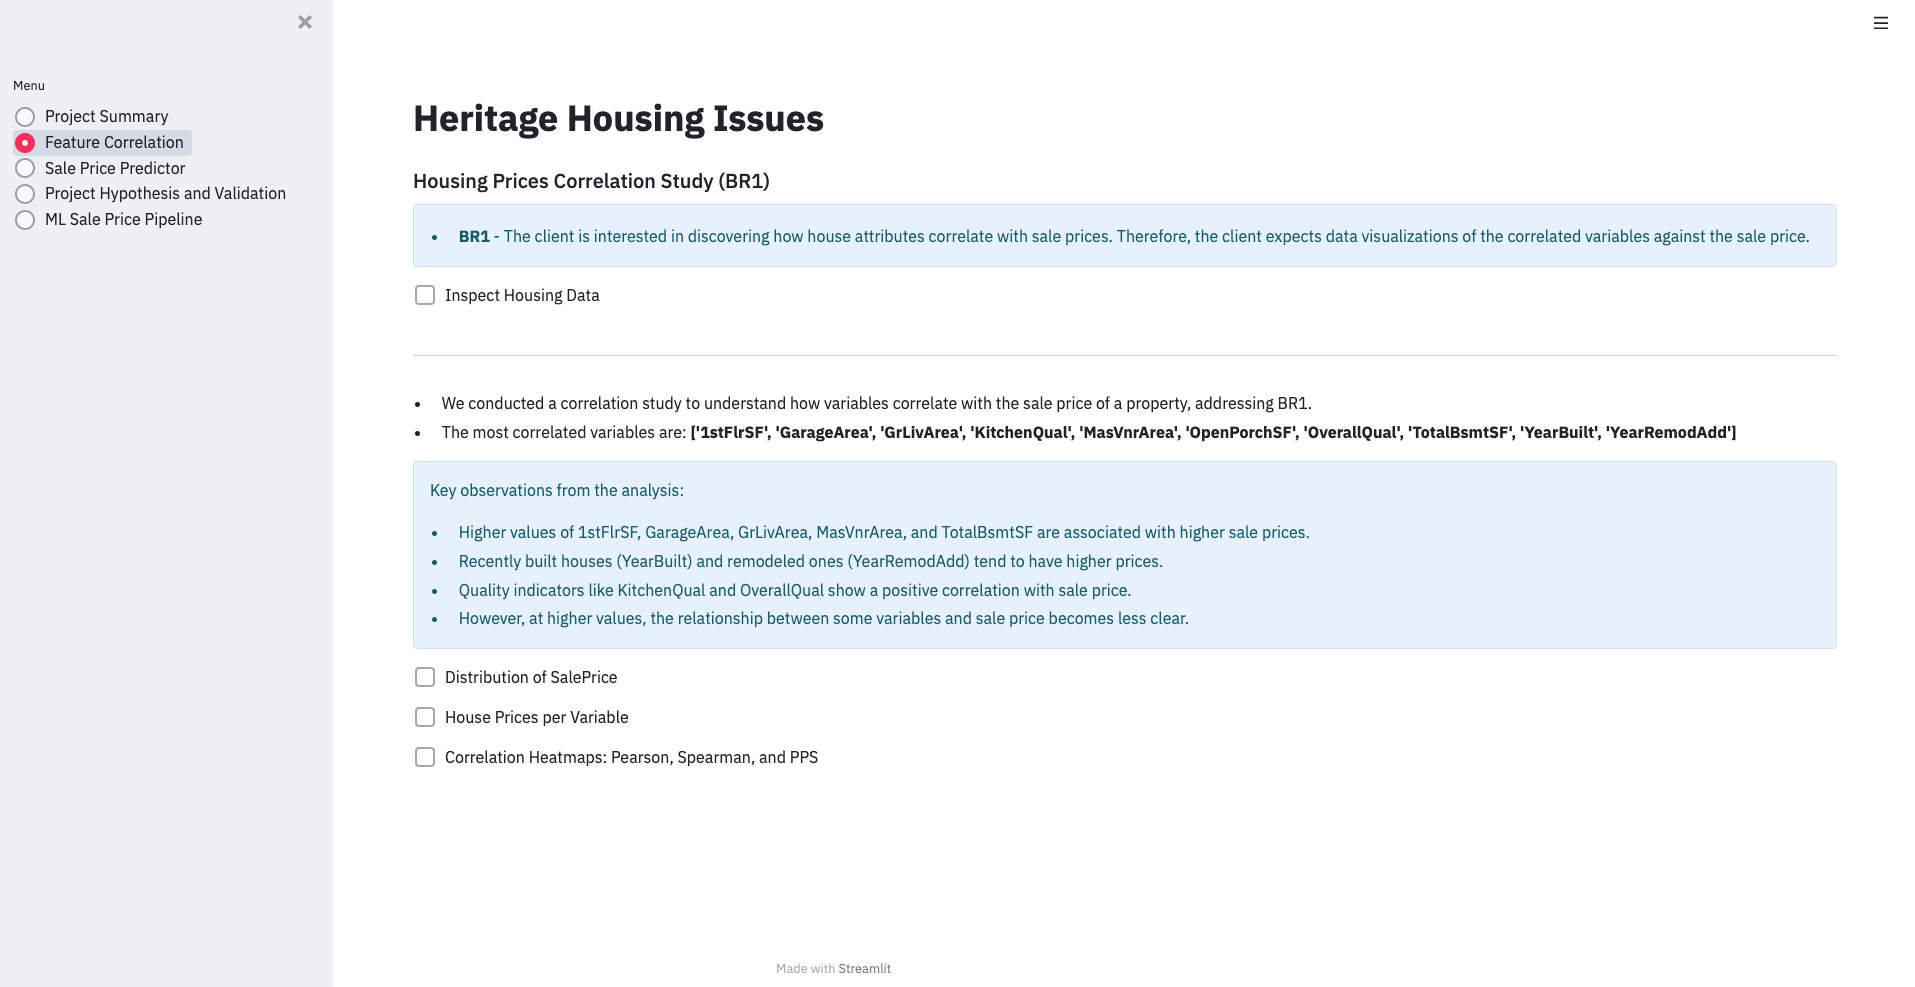 Menu
Project Summary
Feature Correlation
Sale Price Predictor
Project Hypothesis and Validation
ML Sale Price Pipeline
Heritage Housing Issues
Housing Prices Correlation Study (BR1)
• BR1 - The client is interested in discovering how house attributes correlate with sale prices. Therefore, the client expects data visualizations of the correlated variables against the sale price.
Inspect Housing Data
• We conducted a correlation study to understand how variables correlate with the sale price of a property, addressing BR1.
• The most correlated variables are: ['1stFlrSF', 'GarageArea', 'GrLivArea', 'KitchenQual', 'MasVnrArea', 'OpenPorchSF', 'OverallQual', 'TotalBsmtSF', 'YearBuilt', 'YearRemodAdd']
Key observations from the analysis:
• Higher values of 1stFlrSF, GarageArea, GrLivArea, MasVnrArea, and TotalBsmtSF are associated with higher sale prices.
• Recently built houses (YearBuilt) and remodeled ones (YearRemodAdd) tend to have higher prices.
• Quality indicators like KitchenQual and OverallQual show a positive correlation with sale price.
• However, at higher values, the relationship between some variables and sale price becomes less clear.
Distribution of SalePrice
House Prices per Variable
Correlation Heatmaps: Pearson, Spearman, and PPS
Made with Streamlit